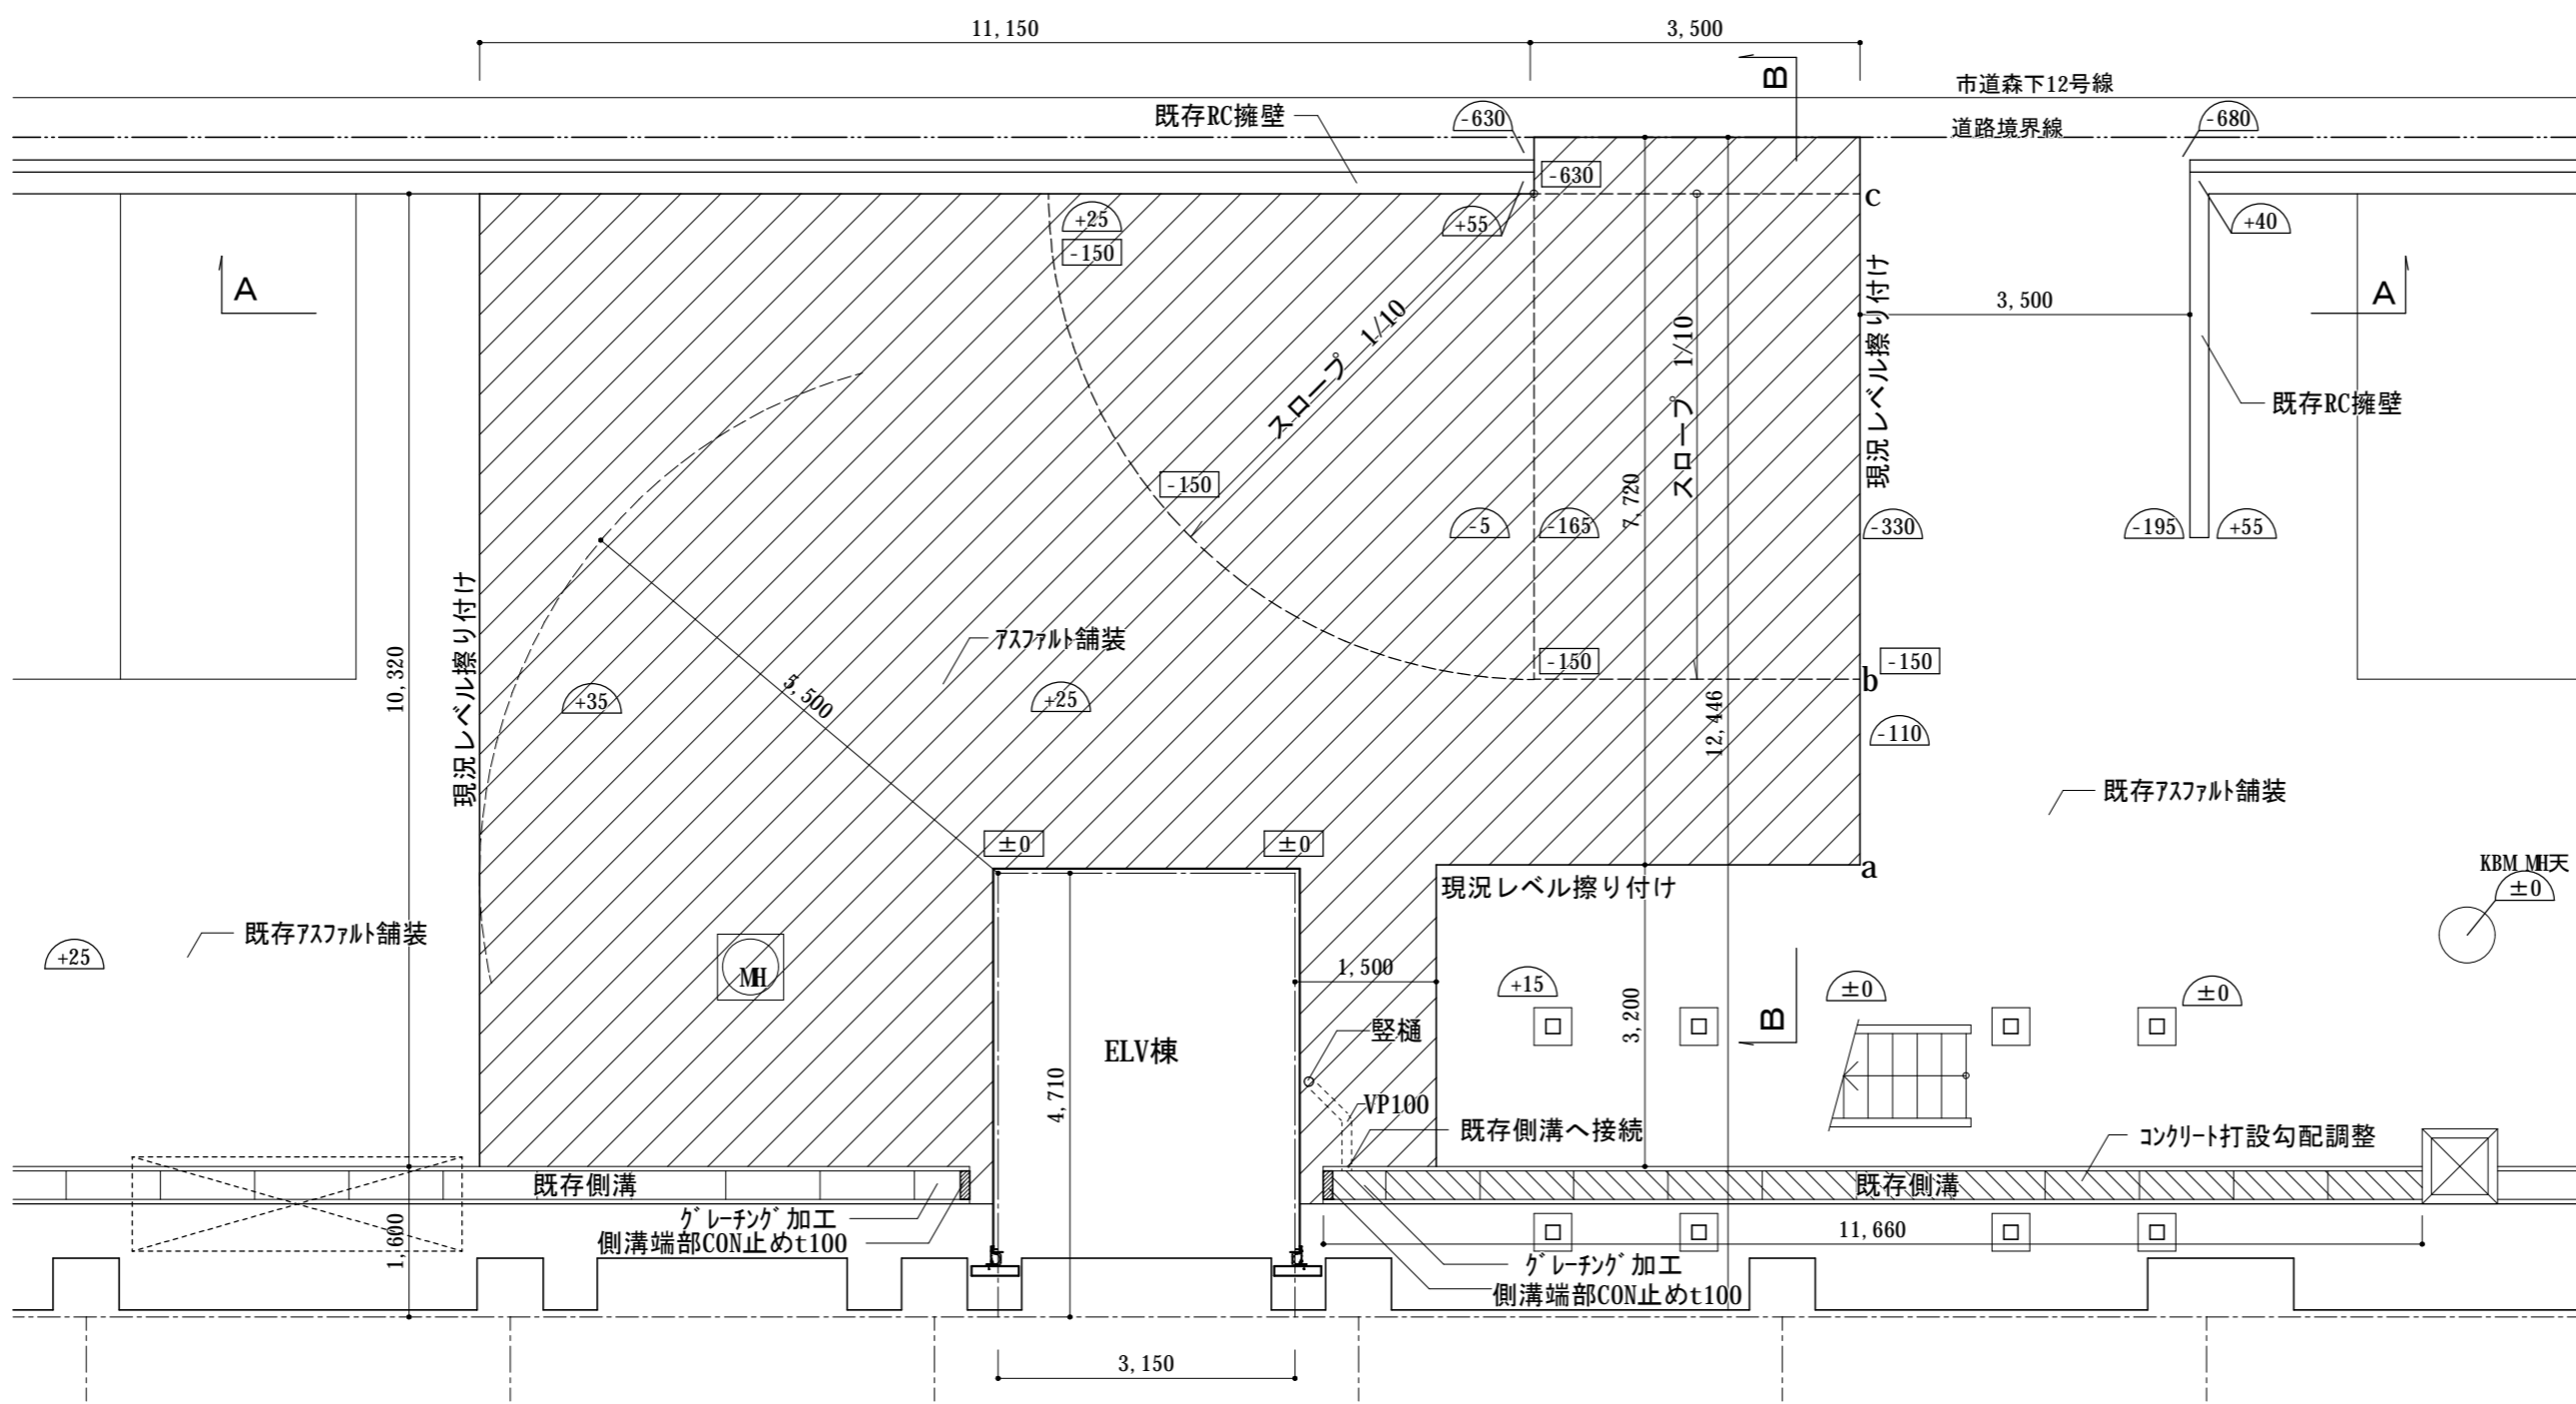 11,150
3,500
B
市道森下12号線
既存RC擁壁
-630
道路境界線
-680
-630
c
+25
+55
+40
-150
A
A
3,500
スロープ 1/10
スロープ 1/10
現況レベル擦り付け
既存RC擁壁
-150
7,720
-5
-165
-330
-195
+55
現況レベル擦り付け
10,320
アスファルト舗装
-150
-150
b
5,500
+35
+25
12,446
-110
既存アスファルト舗装
±0
±0
a
KBM MH天
±0
現況レベル擦り付け
既存アスファルト舗装
+25
MH
1,500
+15
±0
±0
3,200
B
竪樋
ELV棟
4,710
VP100
既存側溝へ接続
コンクリート打設勾配調整
既存側溝
既存側溝
グレーチング加工
側溝端部CON止めt100
1,600
11,660
グレーチング加工
側溝端部CON止めt100
3,150